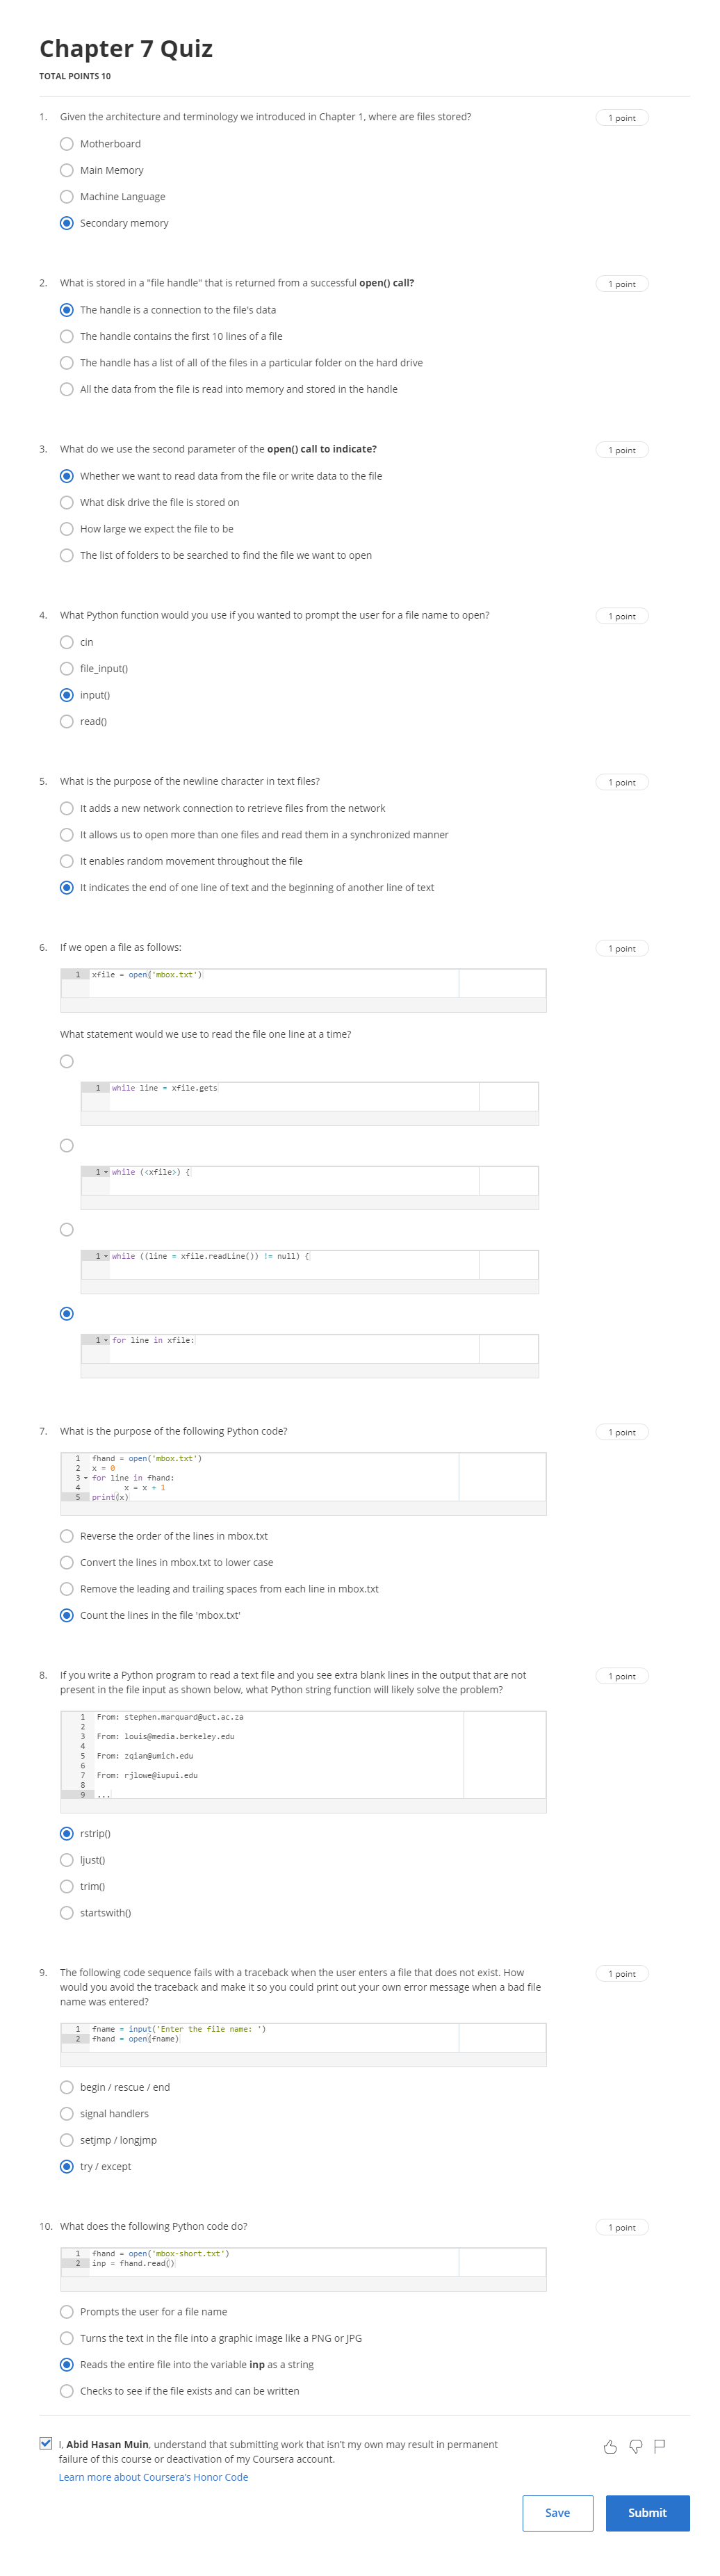 Chapter 7 Quiz
TOTAL POINTS 10
1. Given the architecture and terminology we introduced in Chapter 1, where are files stored? 1 point
Motherboard
Main Memory
Machine Language
Secondary memory
2. What is stored in a "file handle" that is returned from a successful open() call? 1 point
The handle is a connection to the file's data
The handle contains the first 10 lines of a file
The handle has a list of all of the files in a particular folder on the hard drive
All the data from the file is read into memory and stored in the handle
3. What do we use the second parameter of the open() call to indicate? 1 point
Whether we want to read data from the file or write data to the file
What disk drive the file is stored on
How large we expect the file to be
The list of folders to be searched to find the file we want to open
4. What Python function would you use if you wanted to prompt the user for a file name to open? 1 point
cin
file_input()
input()
read()
5. What is the purpose of the newline character in text files? 1 point
It adds a new network connection to retrieve files from the network
It allows us to open more than one files and read them in a synchronized manner
It enables random movement throughout the file
It indicates the end of one line of text and the beginning of another line of text
6. If we open a file as follows: 1 point
1 xfile = open('mbox.txt')
What statement would we use to read the file one line at a time?
1 while line = xfile.gets
1 while (<xfile>) {
1 while ((line = xfile.readLine()) != null) {
1 for line in xfile:
7. What is the purpose of the following Python code? 1 point
1 fhand = open('mbox.txt')
2 x = 0
3 for line in fhand:
4 x = x + 1
5 print(x)
Reverse the order of the lines in mbox.txt
Convert the lines in mbox.txt to lower case
Remove the leading and trailing spaces from each line in mbox.txt
Count the lines in the file 'mbox.txt'
8. If you write a Python program to read a text file and you see extra blank lines in the output that are not 1 point
present in the file input as shown below, what Python string function will likely solve the problem?
1 From: stephen.marquard@uct.ac.za
2
3 From: louis@media.berkeley.edu
4
5 From: zqian@umich.edu
6
7 From: rjlowe@iupui.edu
8
9 ...
rstrip()
ljust()
trim()
startswith()
9. The following code sequence fails with a traceback when the user enters a file that does not exist. How 1 point
would you avoid the traceback and make it so you could print out your own error message when a bad file
name was entered?
1 fname = input('Enter the file name: ')
2 fhand = open(fname)
begin / rescue / end
signal handlers
setjmp / longjmp
try / except
10. What does the following Python code do? 1 point
1 fhand = open('mbox-short.txt')
2 inp = fhand.read()
Prompts the user for a file name
Turns the text in the file into a graphic image like a PNG or JPG
Reads the entire file into the variable inp as a string
Checks to see if the file exists and can be written
I, Abid Hasan Muin, understand that submitting work that isn't my own may result in permanent
failure of this course or deactivation of my Coursera account.
Learn more about Coursera's Honor Code
Save Submit